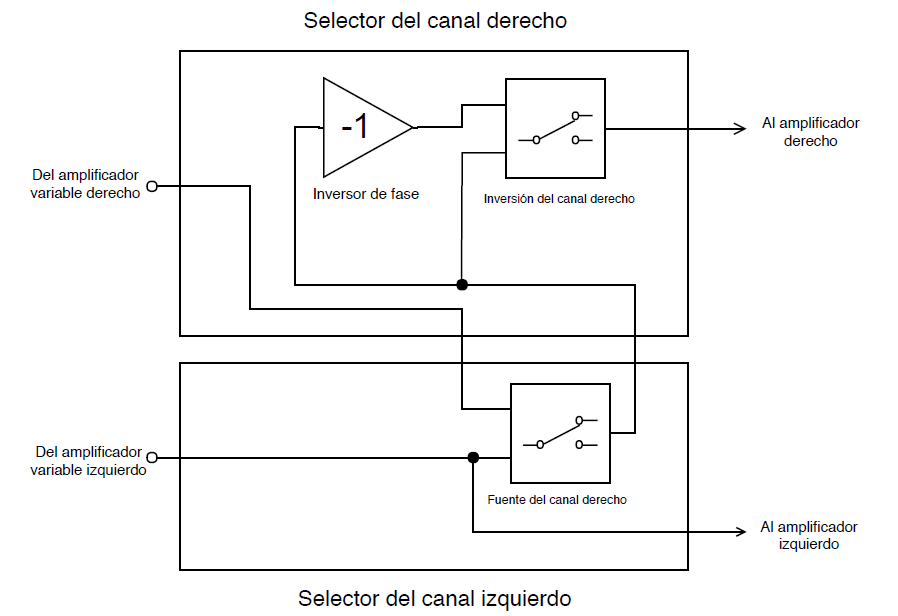 Selector del canal derecho
-1
Inversor de fase
Inversión del canal derecho
Al amplificador
derecho
Del amplificador
variable derecho
Del amplificador
variable izquierdo
Fuente del canal derecho
Al amplificador
izquierdo
Selector del canal izquierdo